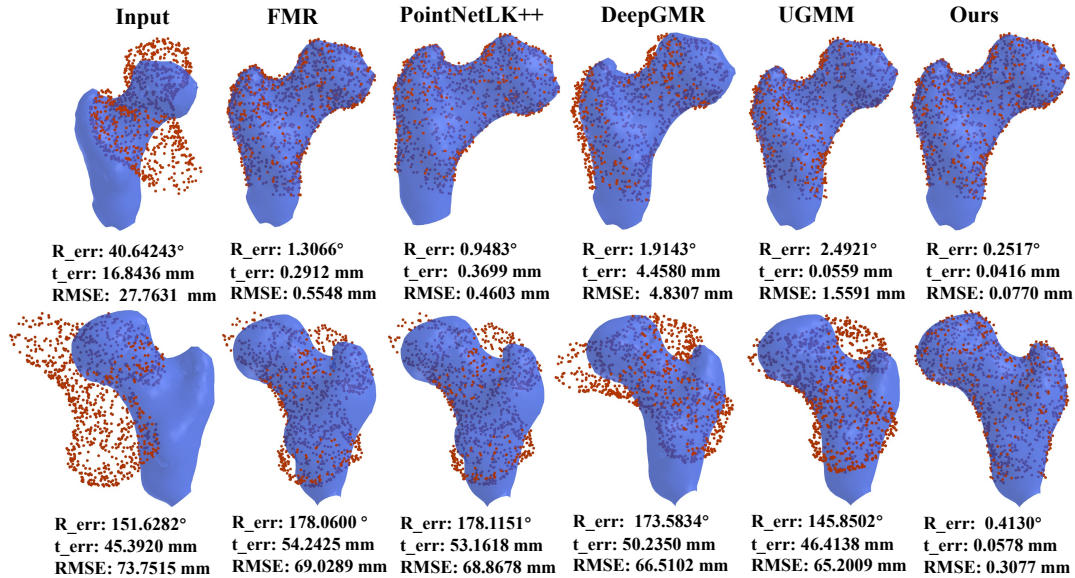 Input FMR PointNetLK++ DeepGMR UGMM Ours
R_err: 40.64243° R_err: 1.3066° R_err: 0.9483° R_err: 1.9143° R_err: 2.4921° R_err: 0.2517°
t_err: 16.8436 mm t_err: 0.2912 mm t_err: 0.3699 mm t_err: 4.4580 mm t_err: 0.0559 mm t_err: 0.0416 mm
RMSE: 27.7631 mm RMSE: 0.5548 mm RMSE: 0.4603 mm RMSE: 4.8307 mm RMSE: 1.5591 mm RMSE: 0.0770 mm
R_err: 151.6282° R_err: 178.0600 ° R_err: 178.1151° R_err: 173.5834° R_err: 145.8502° R_err: 0.4130°
t_err: 45.3920 mm t_err: 54.2425 mm t_err: 53.1618 mm t_err: 50.2350 mm t_err: 46.4138 mm t_err: 0.0578 mm
RMSE: 73.7515 mm RMSE: 69.0289 mm RMSE: 68.8678 mm RMSE: 66.5102 mm RMSE: 65.2009 mm RMSE: 0.3077 mm